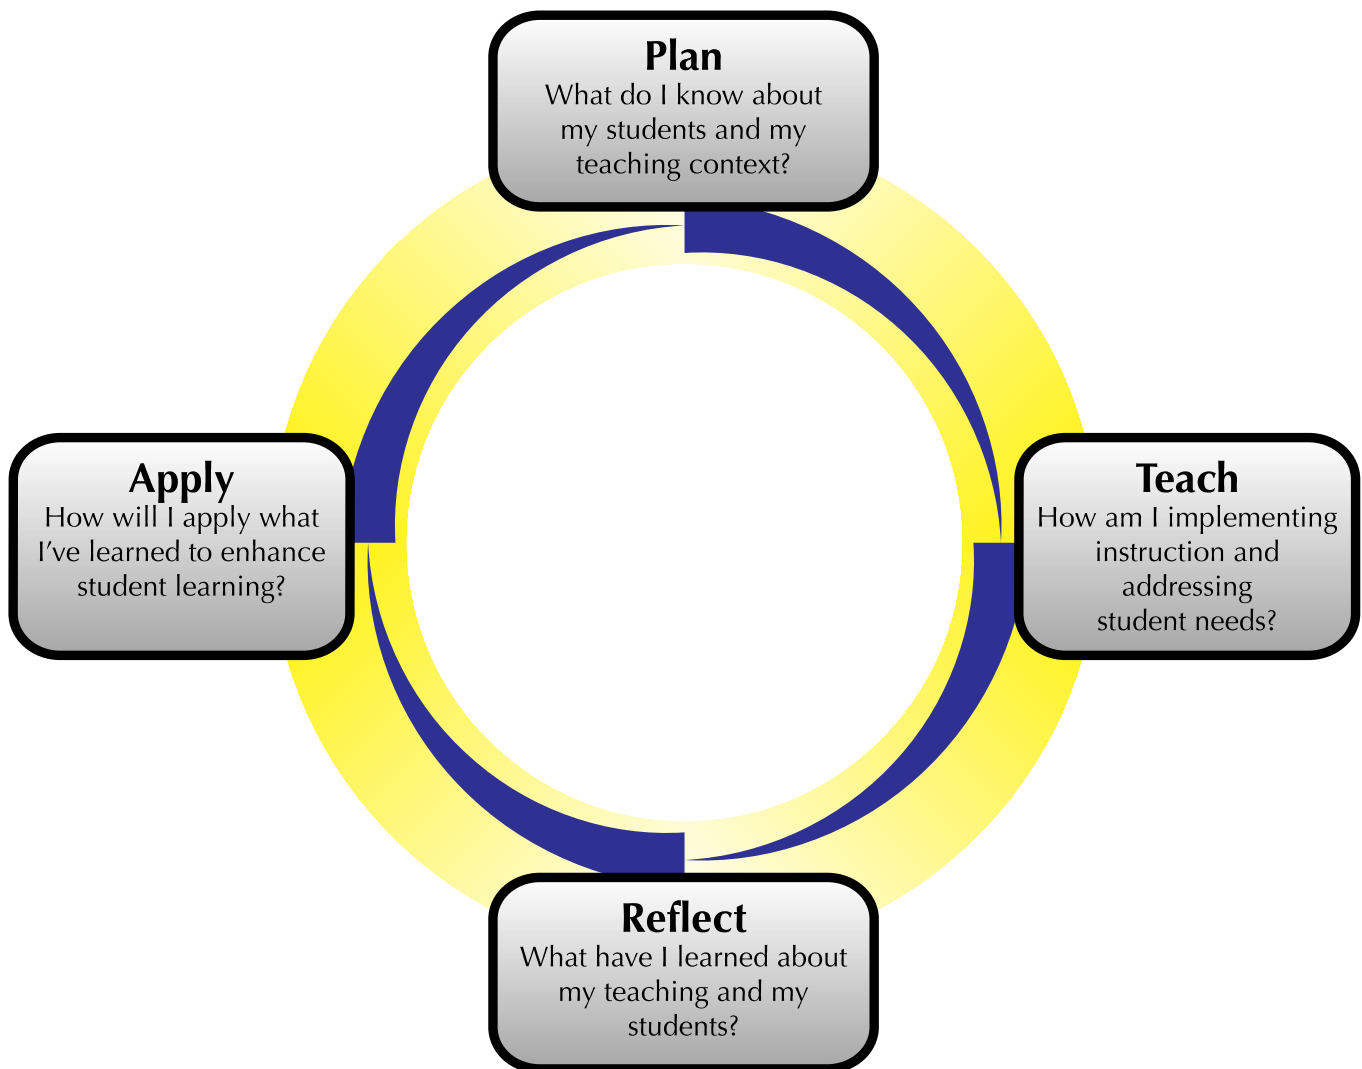 Plan
What do I know about
my students and my
teaching context?
Teach
How am I implementing
instruction and
addressing
student needs?
Reflect
What have I learned about
my teaching and my
students?
Apply
How will I apply what
I’ve learned to enhance
student learning?